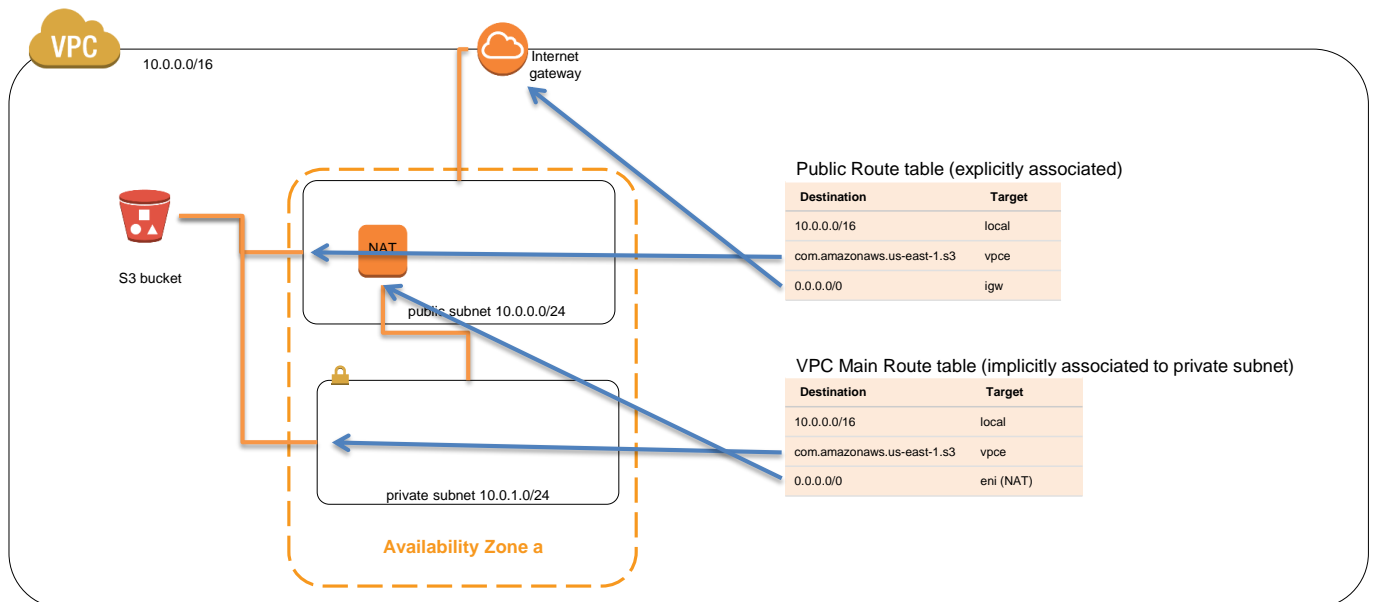 VPC
10.0.0.0/16
Internet
gateway
S3 bucket
NAT
public subnet 10.0.0.0/24
private subnet 10.0.1.0/24
Availability Zone a
Public Route table (explicitly associated)
Destination Target
10.0.0.0/16 local
com.amazonaws.us-east-1.s3 vpce
0.0.0.0/0 igw
VPC Main Route table (implicitly associated to private subnet)
Destination Target
10.0.0.0/16 local
com.amazonaws.us-east-1.s3 vpce
0.0.0.0/0 eni (NAT)